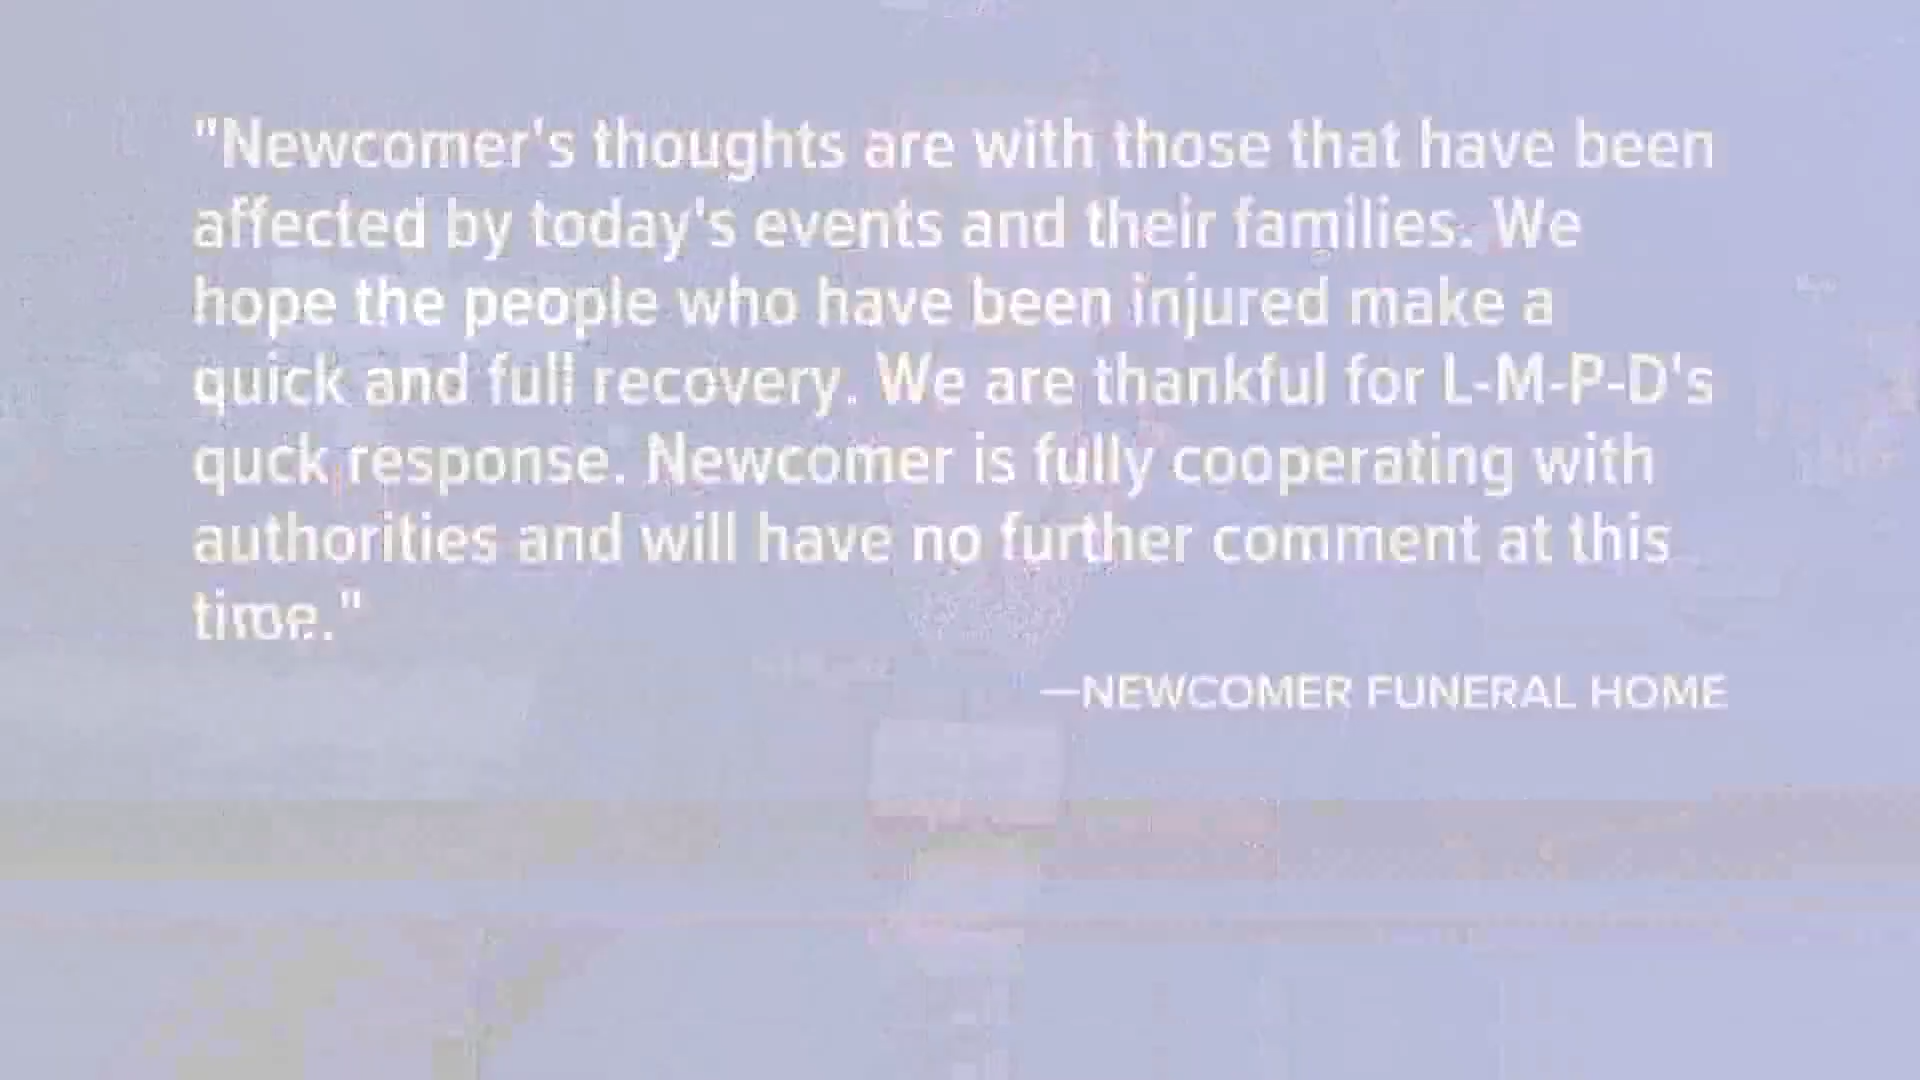 "Newcomer's thoughts are with those that have been
affected by today's events and their families. We
hope the people who have been injured make a
quick and full recovery. We are thankful for L-M-P-D's
quck response. Newcomer is fully cooperating with
authorities and will have no further comment at this
time."
—NEWCOMER FUNERAL HOME